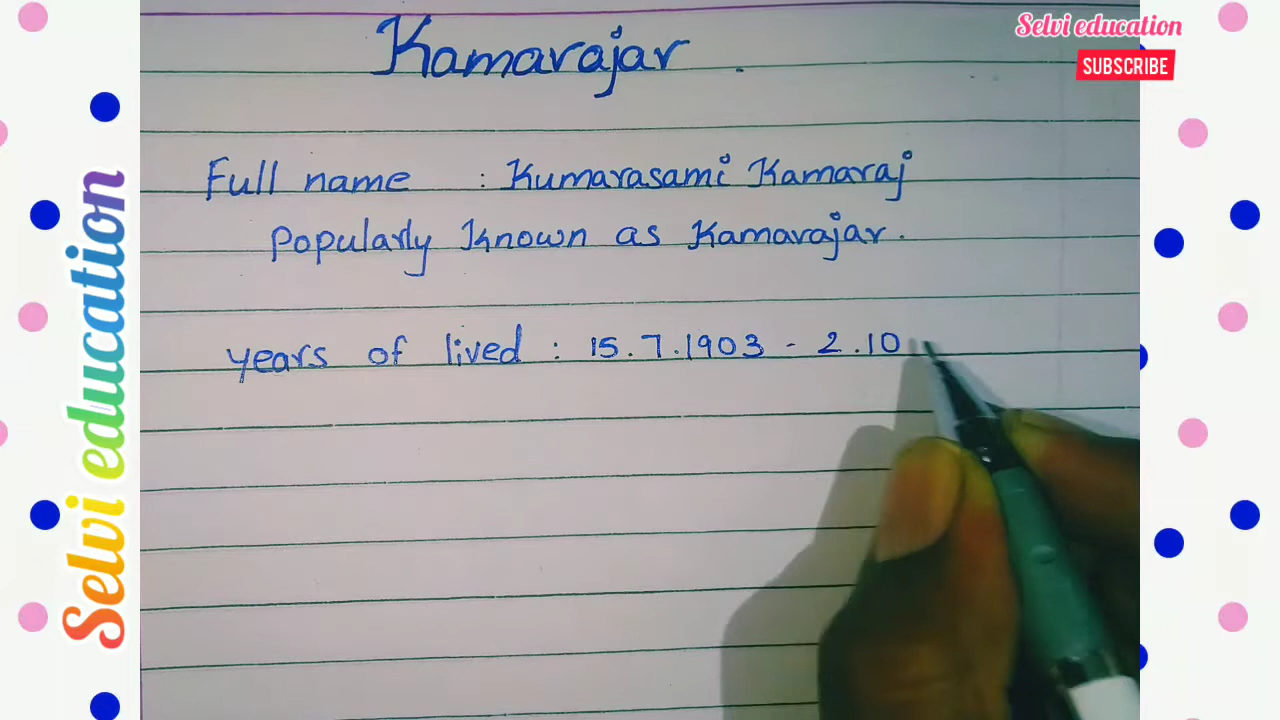 Kamarajar .
Selvi education
SUBSCRIBE
Full name : Kumarasami Kamaraj
Popularly Known as Kamarajar.
years of lived : 15.7.1903 - 2.10
Selvi education